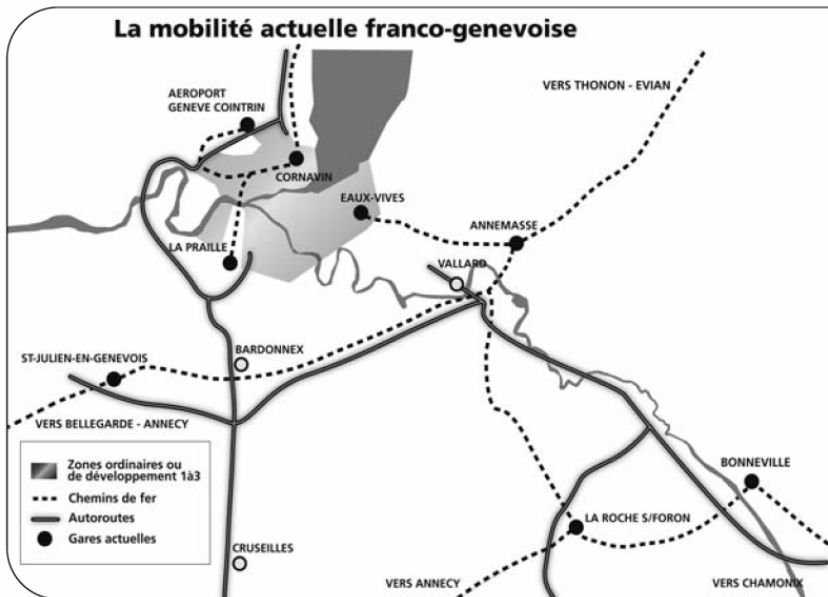 La mobilité actuelle franco-genevoise
VERS THONON - EVIAN
AEROPORT
GENEVE COINTRIN
CORNAVIN
EAUX-VIVES
ANNEMASSE
LA PRAILLE
VALLARD
BARDONNEX
ST-JULIEN-EN-GENEVOIS
VERS BELLEGARDE - ANNECY
Zones ordinaires ou
de développement 1à3
Chemins de fer
Autoroutes
Gares actuelles
BONNEVILLE
LA ROCHE S/FORON
CRUSEILLES
VERS ANNECY
VERS CHAMONIX